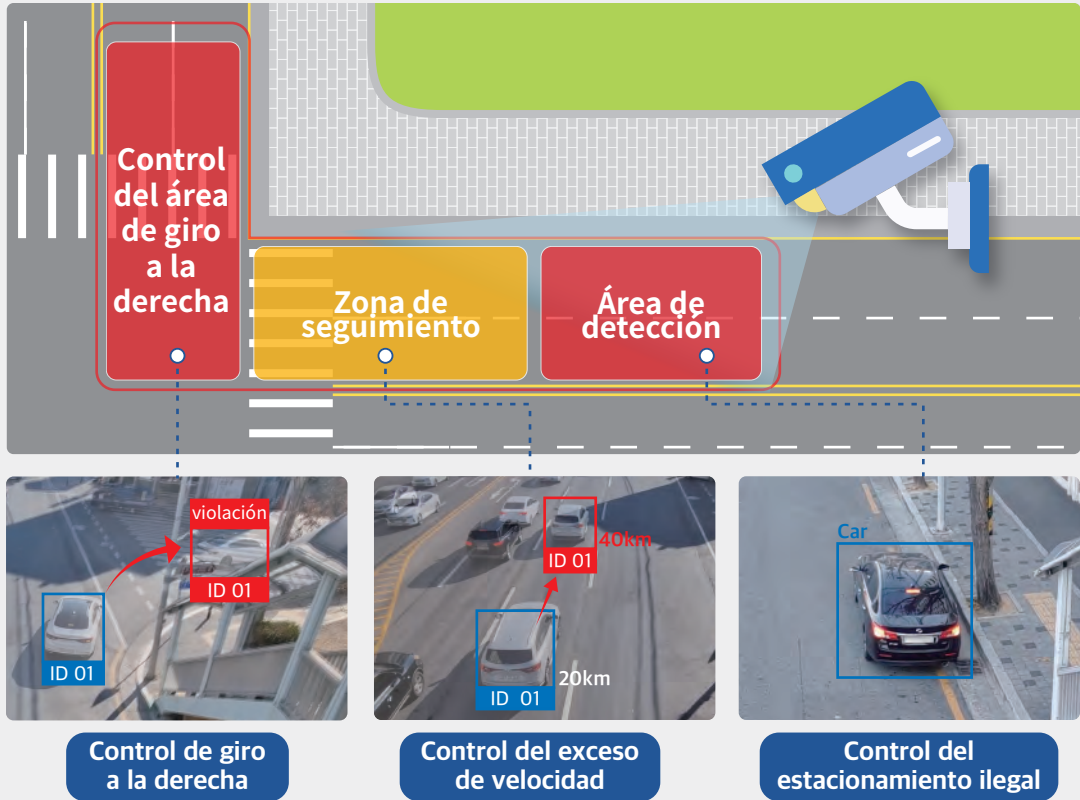 Control
del área
de giro
a la
derecha
Zona de
seguimiento
Área de
detección
violación
ID 01
ID 01
40km
ID 01
20km
ID 01
Car
Control de giro
a la derecha
Control del exceso
de velocidad
Control del
estacionamiento ilegal